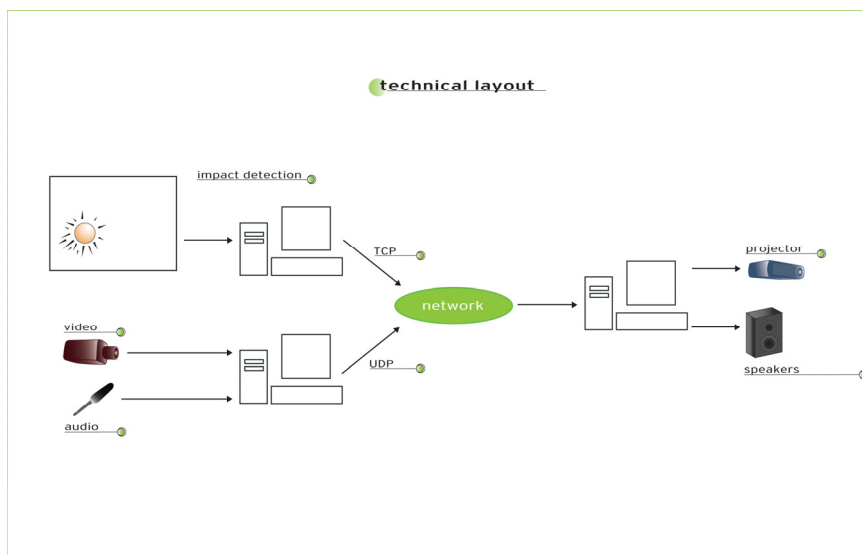 technical layout
impact detection
TCP
projector
network
video
UDP
speakers
audio